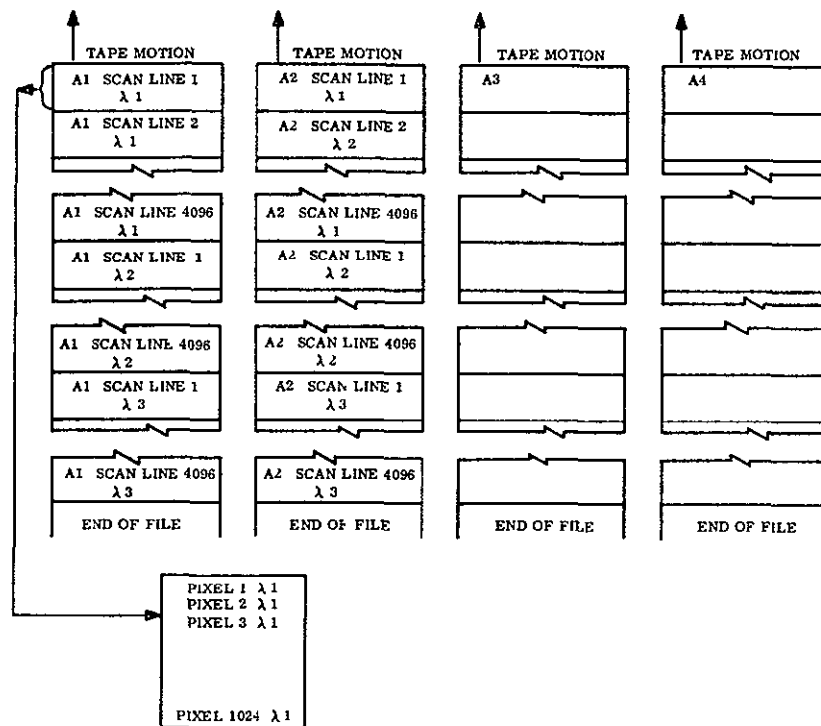 TAPE MOTION
A1 SCAN LINE 1
λ 1
A1 SCAN LINE 2
λ 1
A1 SCAN LINE 4096
λ 1
A1 SCAN LINE 1
λ 2
A1 SCAN LINE 4096
λ 2
A1 SCAN LINE 1
λ 3
A1 SCAN LINE 4096
λ 3
END OF FILE
TAPE MOTION
A2 SCAN LINE 1
λ 1
A2 SCAN LINE 2
λ 2
A2 SCAN LINE 4096
λ 1
A2 SCAN LINE 1
λ 2
A2 SCAN LINE 4096
λ 2
A2 SCAN LINE 1
λ 3
A2 SCAN LINE 4096
λ 3
END OF FILE
TAPE MOTION
A3
END OF FILE
TAPE MOTION
A4
END OF FILE
PIXEL 1 λ 1
PIXEL 2 λ 1
PIXEL 3 λ 1
PIXEL 1024 λ 1